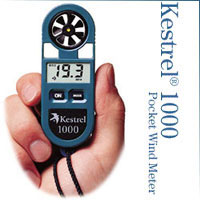 19.3
ON
MODE
Kestrel
1000
Kestrel® 1000
Pocket Wind Meter